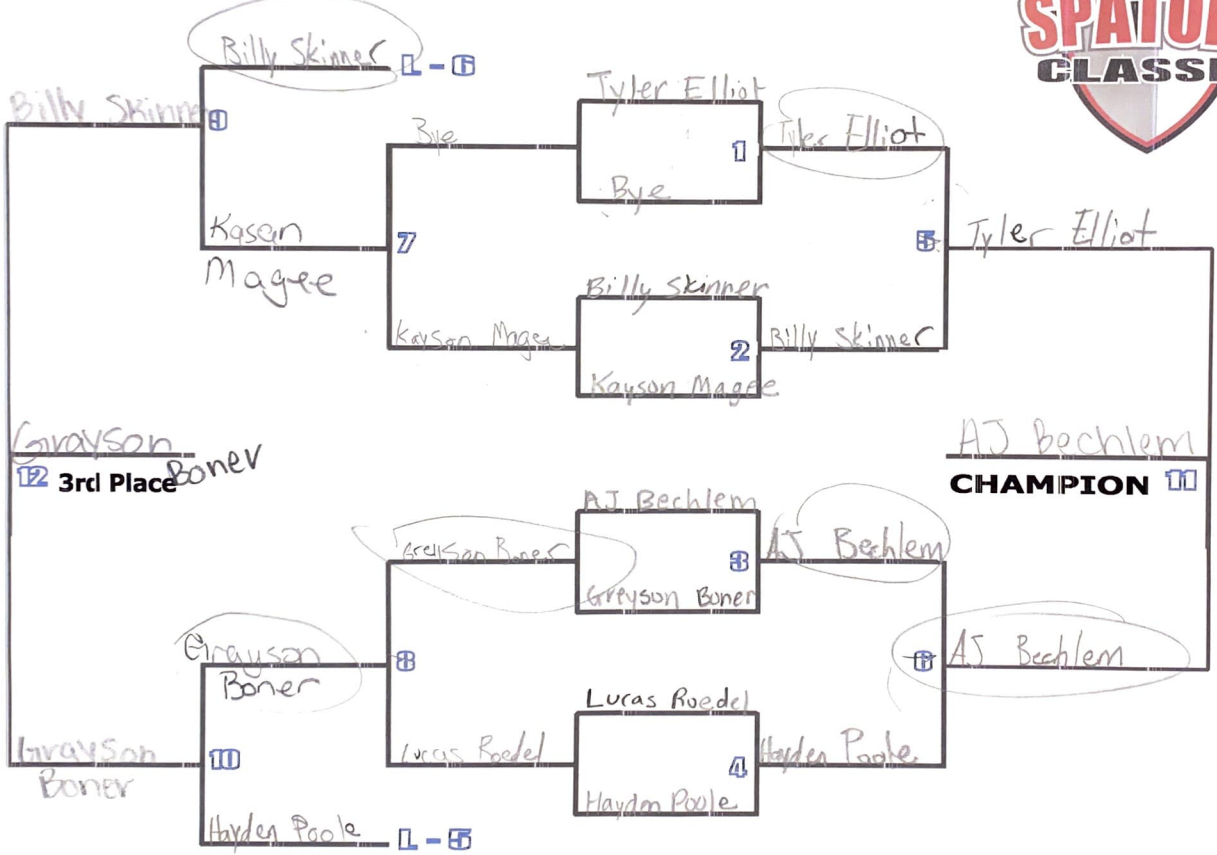 SPATUL
CLASSI
Billy Skinner
L - 6
Billy Skinner
9
Kasen
Magee
Bye
7
Kayson Magee
Tyler Elliot
1
Bye
Tyler Elliot
Billy Skinner
2
Kayson Magee
Billy Skinner
5
Tyler Elliot
Grayson
Boner
12 3rd Place
AJ Bechlem
CHAMPION 11
AJ Bechlem
3
Greyson Boner
AJ Bechlem
Greyson Boner
8
Lucas Roedel
Lucas Roedel
4
Hayden Poole
Hayden Poole
6
AJ Bechlem
Grayson
Boner
10
Grayson
Boner
Hayden Poole
L - 5